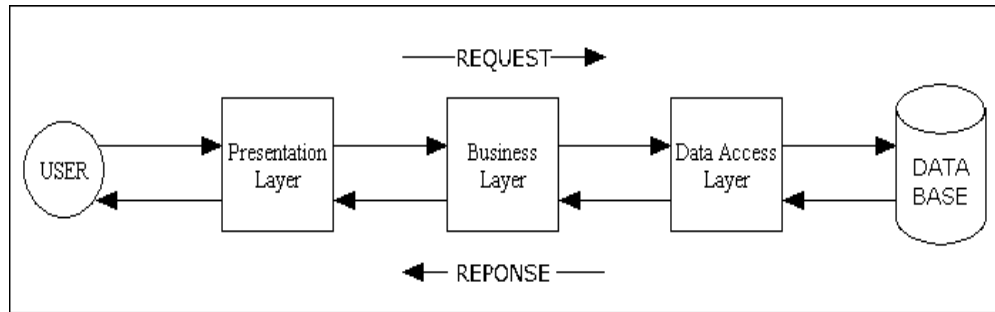 REQUEST
USER
Presentation
Layer
Business
Layer
Data Access
Layer
DATA
BASE
REPONSE